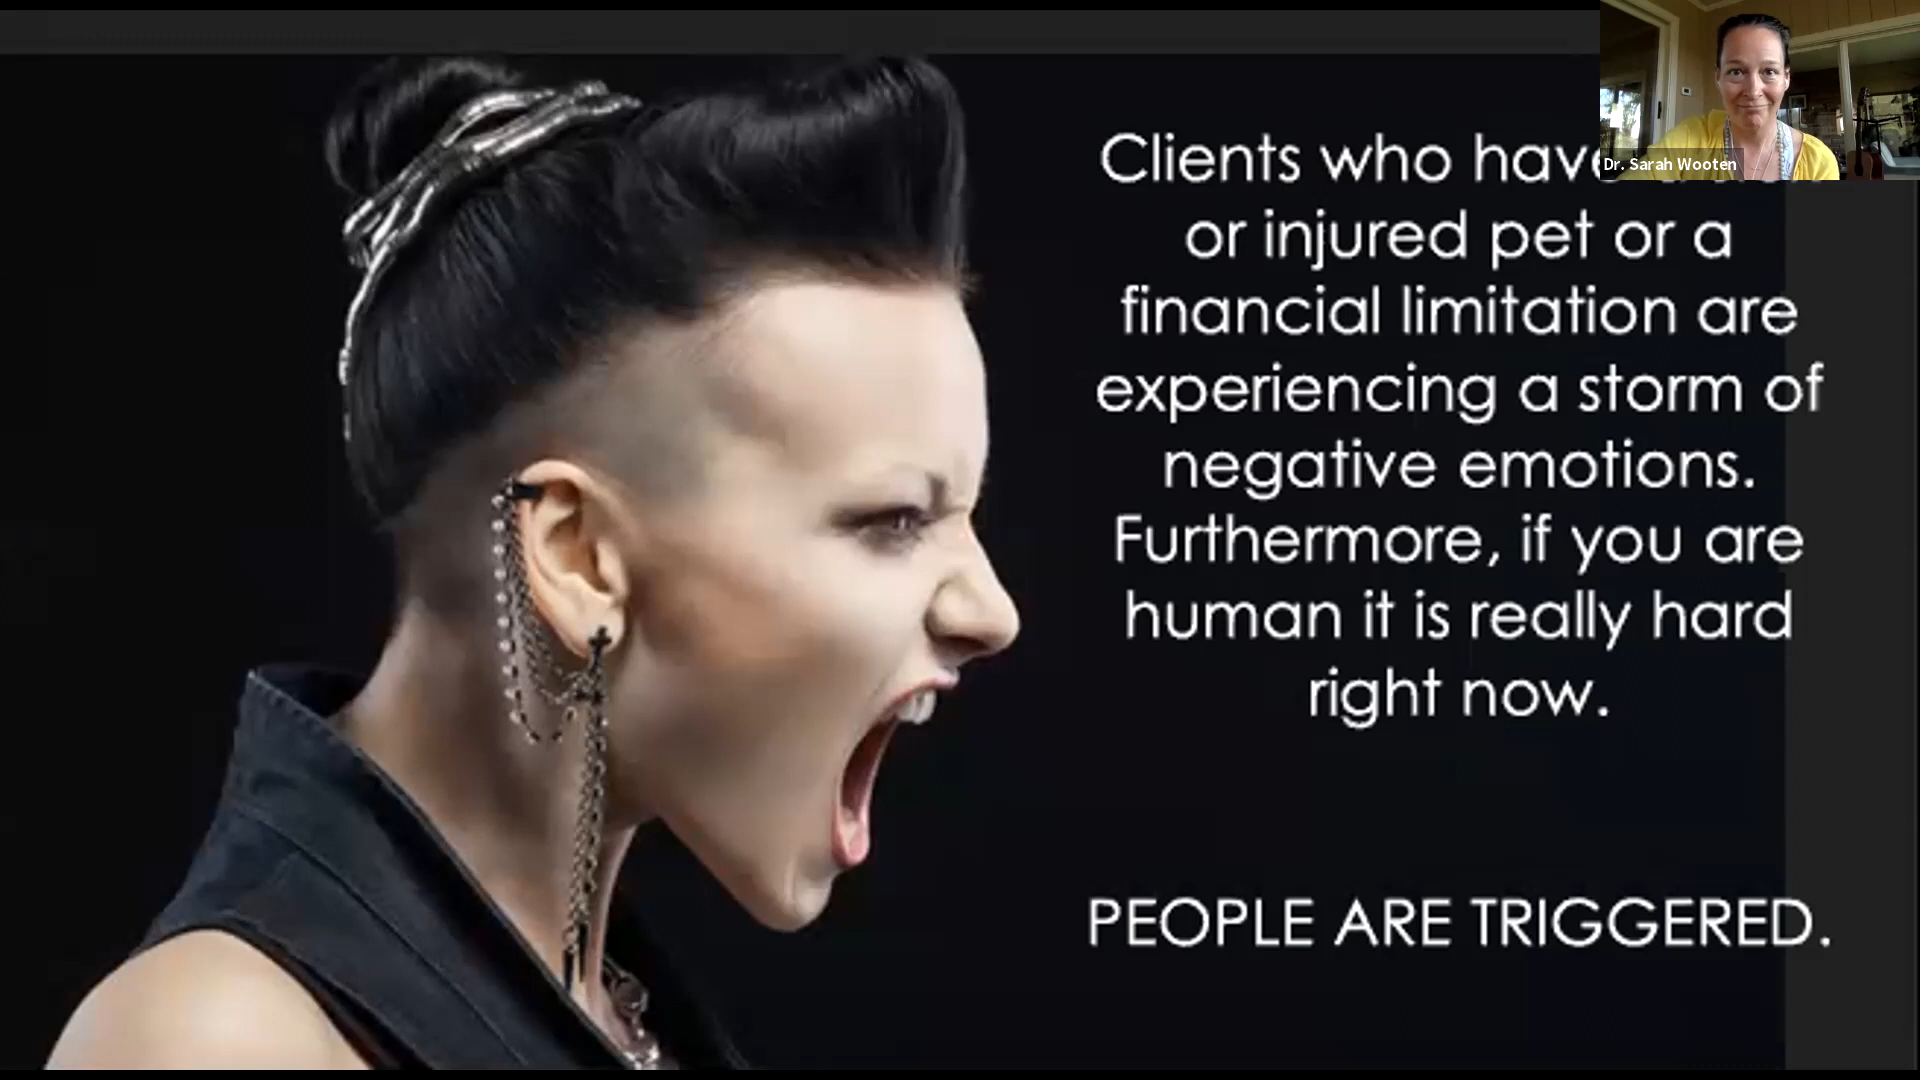 Clients who have
or injured pet or a
financial limitation are
experiencing a storm of
negative emotions.
Furthermore, if you are
human it is really hard
right now.
PEOPLE ARE TRIGGERED.
Dr. Sarah Wooten